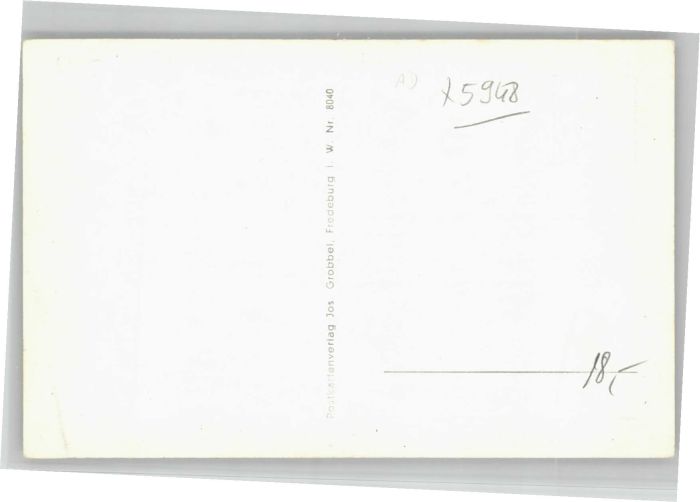 x5948
Postkartenverlag Jos Grobbel, Fredeburg i. W. Nr. 8040
18,-